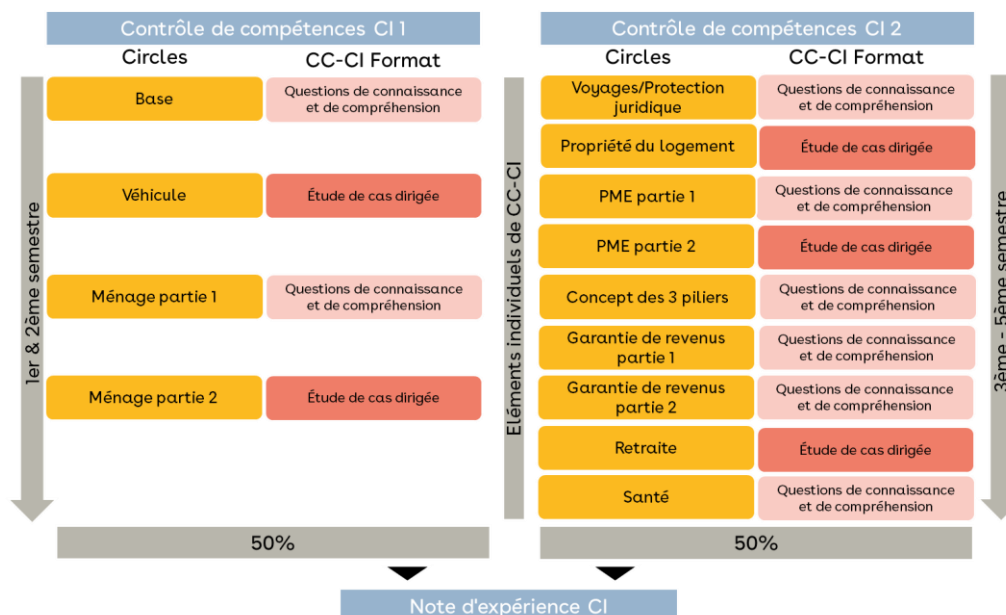 Contrôle de compétences CI 1
Circles
CC-CI Format
Base
Questions de connaissance
et de compréhension
Véhicule
Étude de cas dirigée
Ménage partie 1
Questions de connaissance
et de compréhension
Ménage partie 2
Étude de cas dirigée
1er & 2ème semestre
50%
Contrôle de compétences CI 2
Circles
CC-CI Format
Voyages/Protection
juridique
Questions de connaissance
et de compréhension
Propriété du logement
Étude de cas dirigée
PME partie 1
Questions de connaissance
et de compréhension
PME partie 2
Étude de cas dirigée
Concept des 3 piliers
Questions de connaissance
et de compréhension
Garantie de revenus
partie 1
Questions de connaissance
et de compréhension
Garantie de revenus
partie 2
Questions de connaissance
et de compréhension
Retraite
Étude de cas dirigée
Santé
Questions de connaissance
et de compréhension
Eléments individuels de CC-CI
3ème - 5ème semestre
50%
Note d'expérience CI